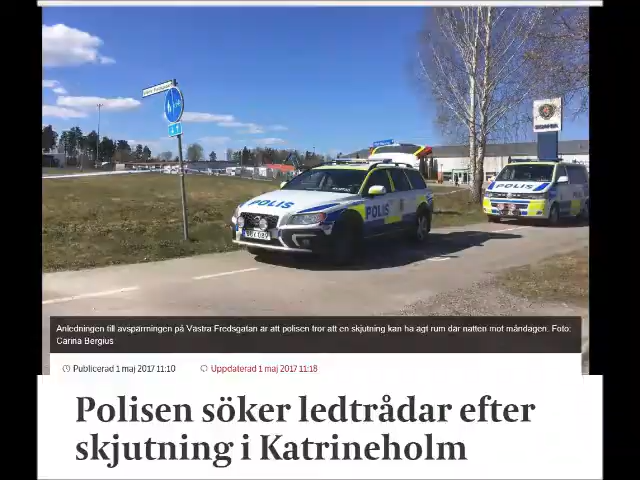 POLIS
POLIS
POLIS
Anledningen till avspärrningen på Västra Fredsgatan är att polisen tror att en skjutning kan ha ägt rum där natten mot måndagen. Foto:
Carina Bergius
Publicerad 1 maj 2017 11:10
Uppdaterad 1 maj 2017 11:18
Polisen söker ledtrådar efter
skjutning i Katrineholm